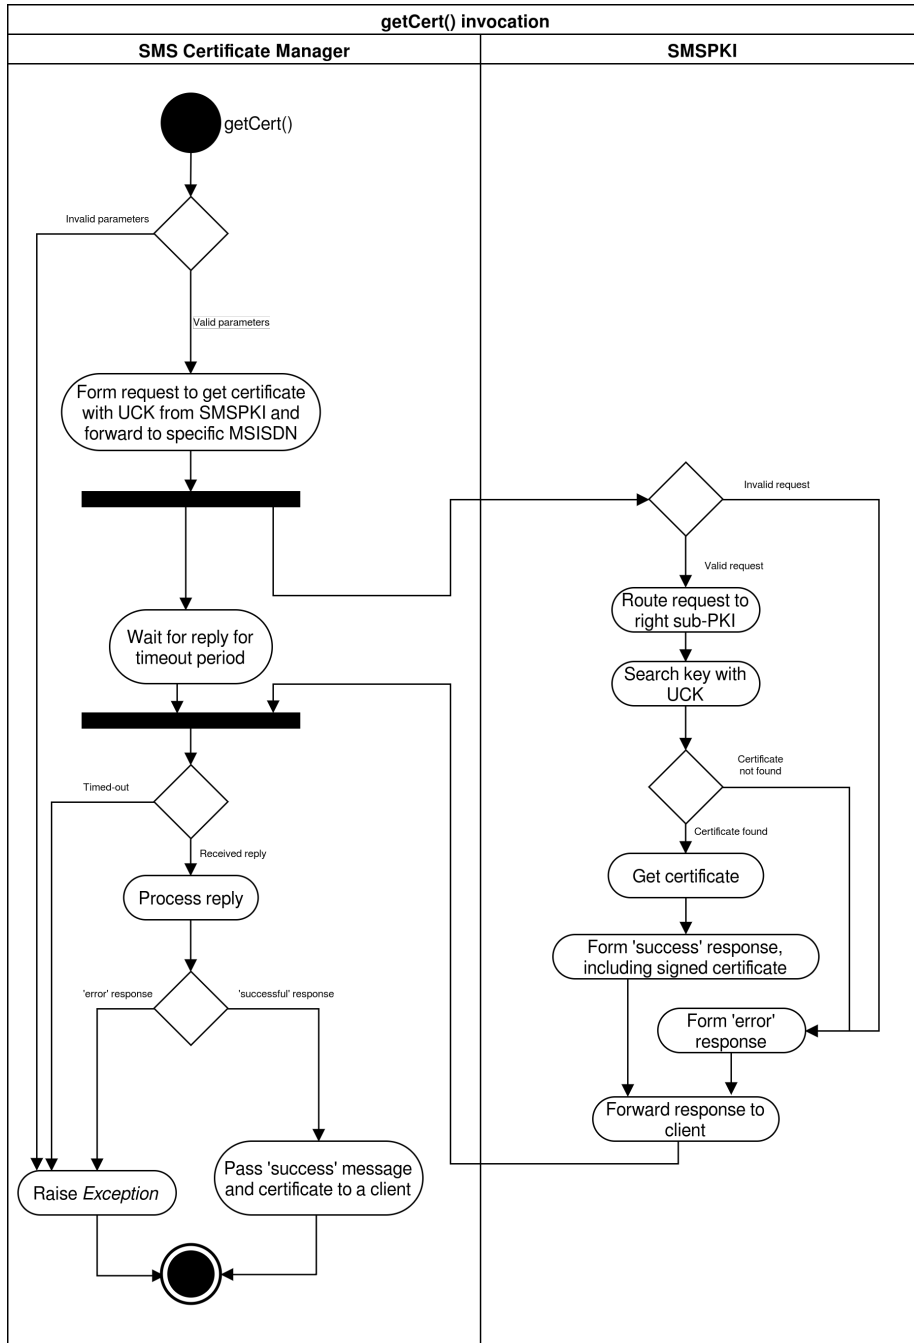 getCert() invocation
SMS Certificate Manager
SMSPKI
getCert()
Invalid parameters
Valid parameters
Form request to get certificate
with UCK from SMSPKI and
forward to specific MSISDN
Invalid request
Valid request
Route request to
right sub-PKI
Wait for reply for
timeout period
Search key with
UCK
Certificate
not found
Timed-out
Certificate found
Received reply
Get certificate
Process reply
Form 'success' response,
including signed certificate
'error' response
'successful' response
Form 'error'
response
Forward response to
client
Pass 'success' message
and certificate to a client
Raise Exception